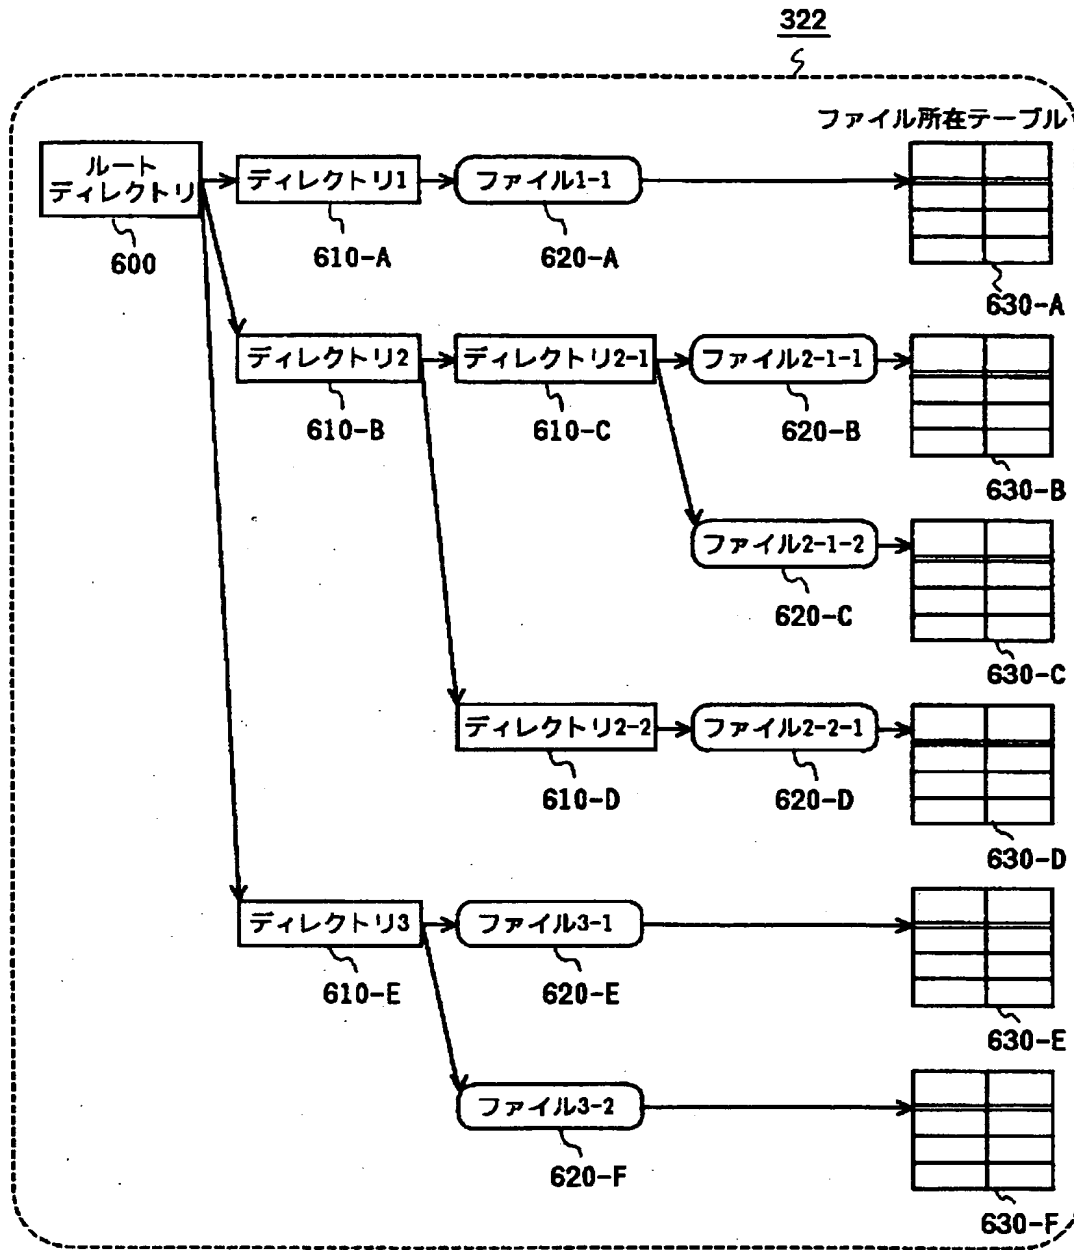 322
ファイル所在テーブル
ルート
ディレクトリ
ディレクトリ1
ファイル1-1
600
610-A
620-A
630-A
ディレクトリ2
ディレクトリ2-1
ファイル2-1-1
610-B
610-C
620-B
630-B
ファイル2-1-2
620-C
630-C
ディレクトリ2-2
ファイル2-2-1
610-D
620-D
630-D
ディレクトリ3
ファイル3-1
610-E
620-E
630-E
ファイル3-2
620-F
630-F